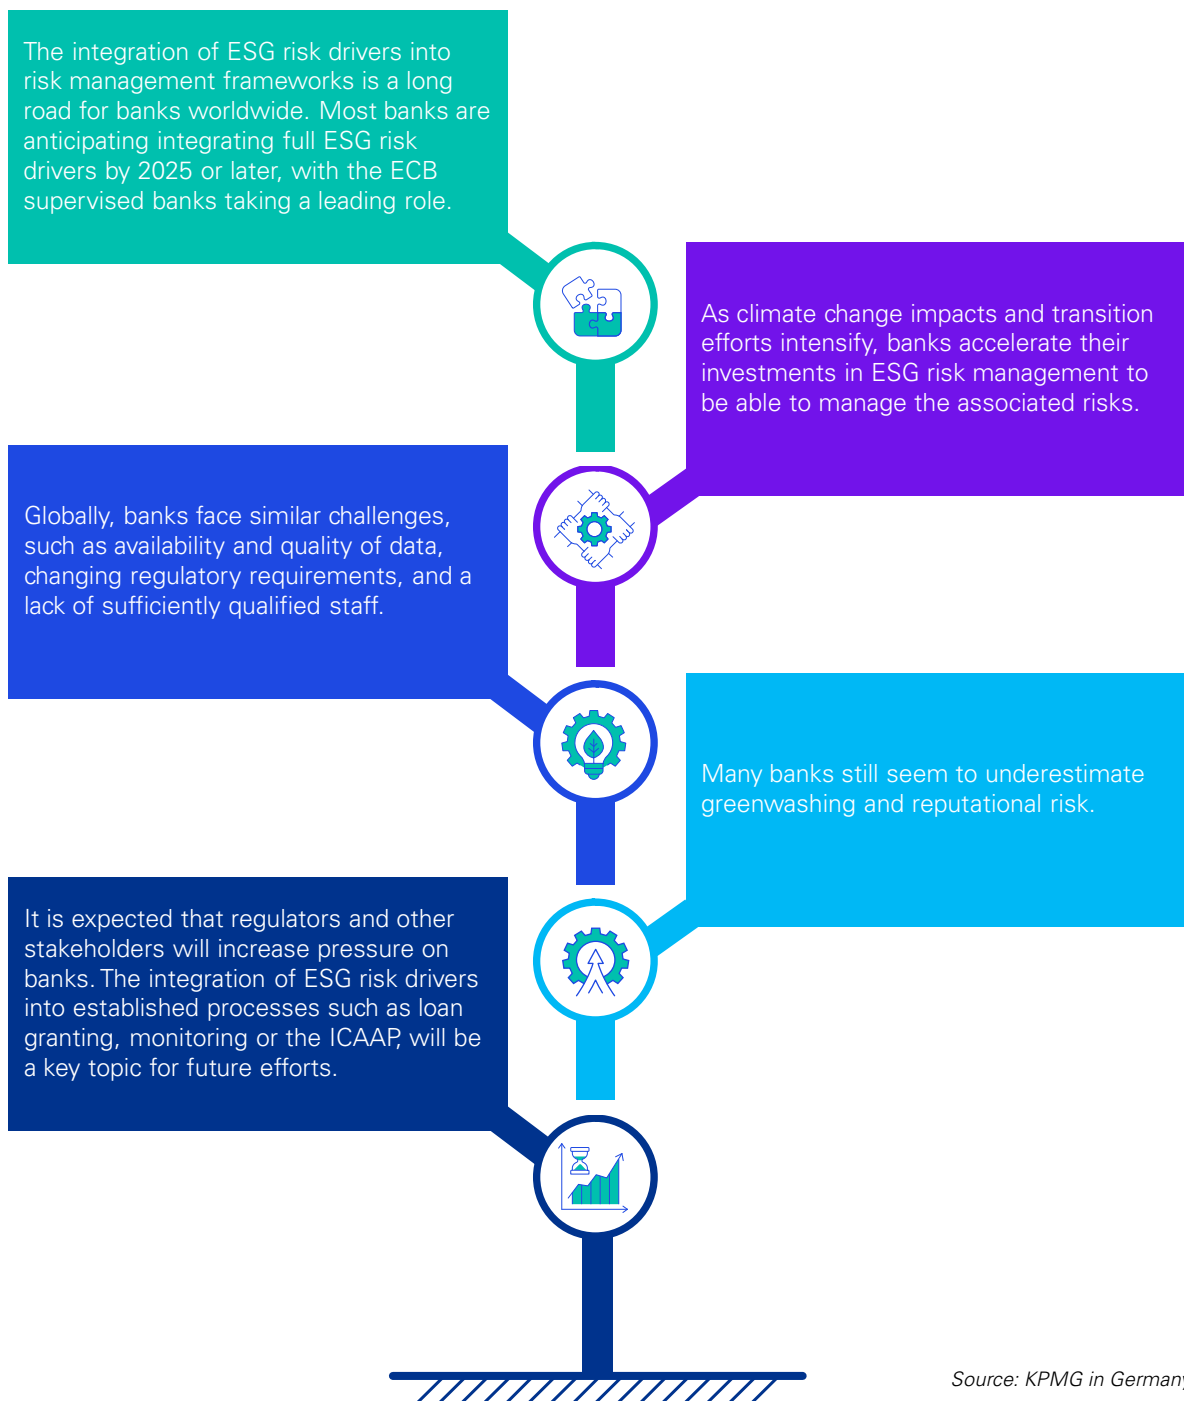 The integration of ESG risk drivers into
risk management frameworks is a long
road for banks worldwide. Most banks are
anticipating integrating full ESG risk
drivers by 2025 or later, with the ECB
supervised banks taking a leading role.
As climate change impacts and transition
efforts intensify, banks accelerate their
investments in ESG risk management to
be able to manage the associated risks.
Globally, banks face similar challenges,
such as availability and quality of data,
changing regulatory requirements, and a
lack of sufficiently qualified staff.
Many banks still seem to underestimate
greenwashing and reputational risk.
It is expected that regulators and other
stakeholders will increase pressure on
banks. The integration of ESG risk drivers
into established processes such as loan
granting, monitoring or the ICAAP, will be
a key topic for future efforts.
Source: KPMG in Germany